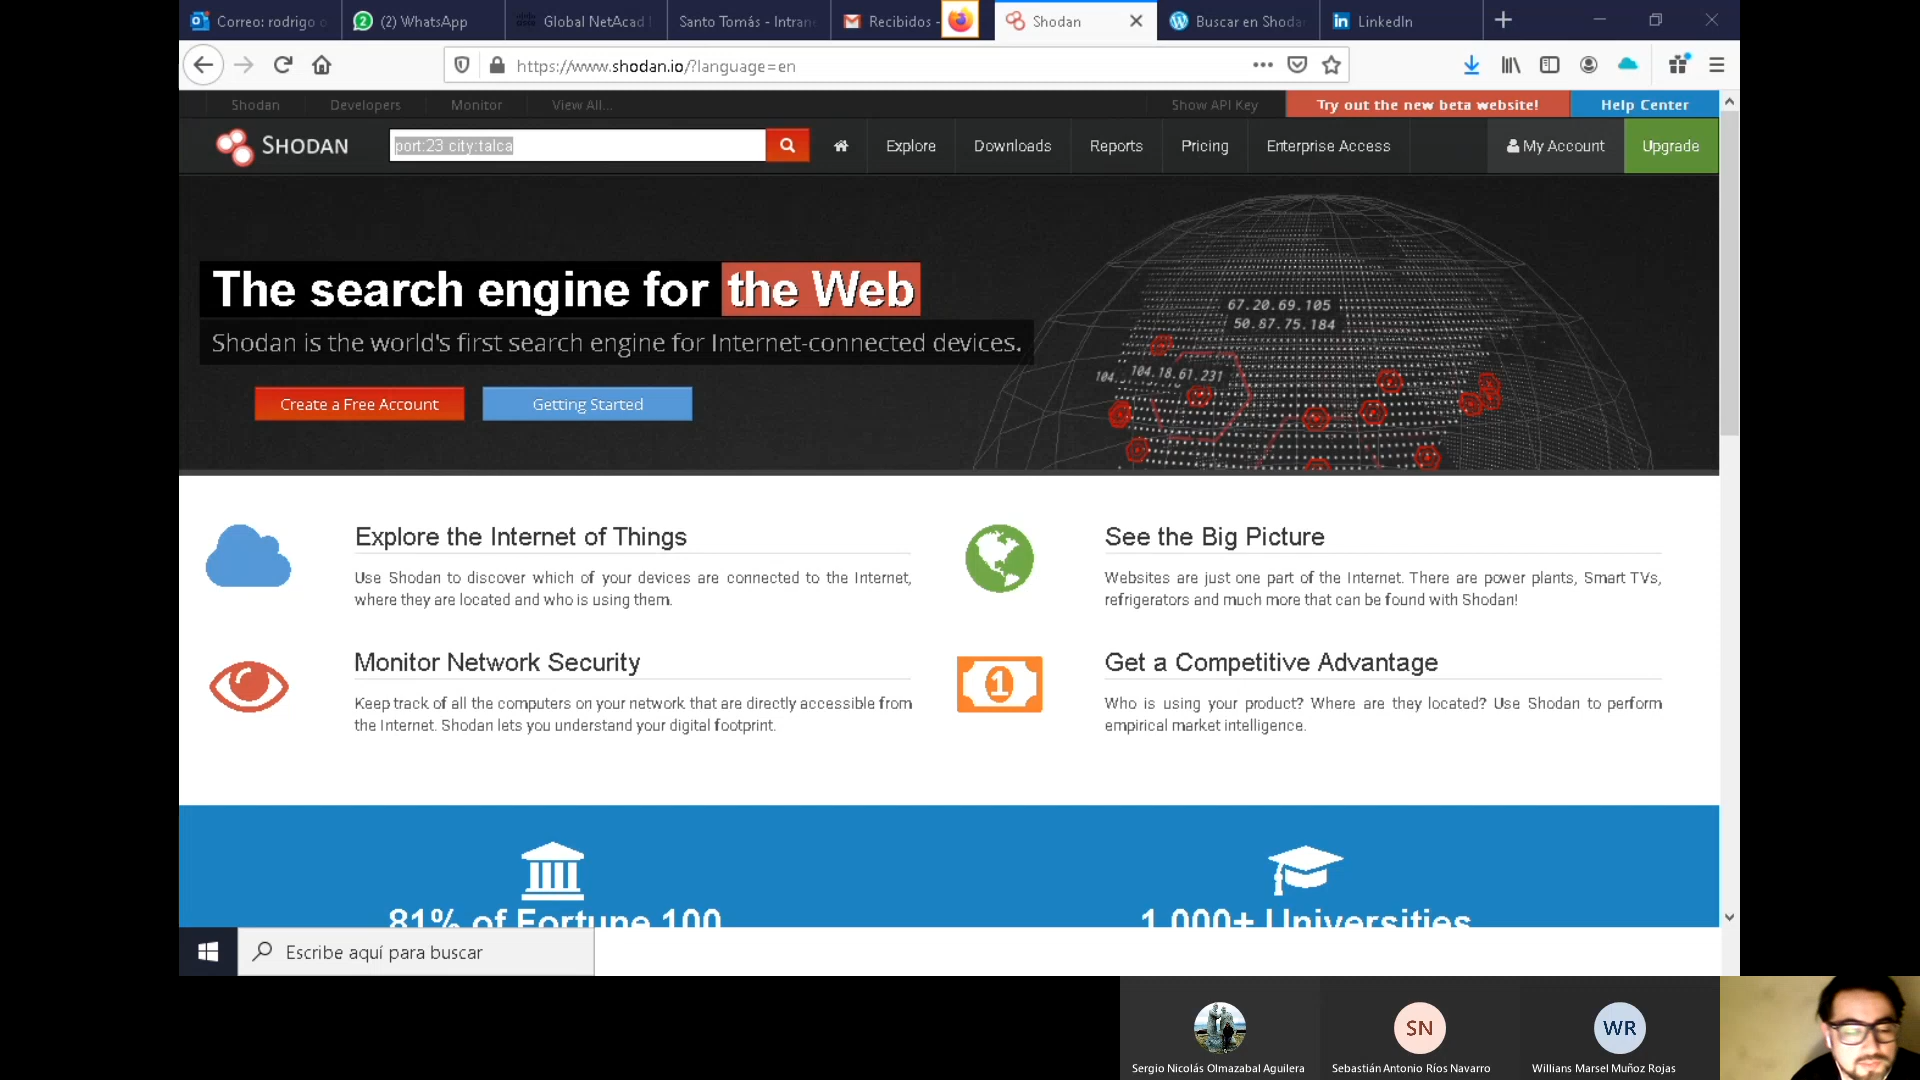 Correo: rodrigo o
(2) WhatsApp
Global NetAcad
Santo Tomás - Intran
Recibidos -
Shodan
Buscar en Shodan
LinkedIn
https://www.shodan.io/?language=en
Shodan
Developers
Monitor
View All...
Show API Key
Try out the new beta website!
Help Center
SHODAN
port:23 city:talca
Explore
Downloads
Reports
Pricing
Enterprise Access
My Account
Upgrade
The search engine for the Web
Shodan is the world's first search engine for Internet-connected devices.
Create a Free Account
Getting Started
67.20.69.105
50.87.75.184
104.
104.18.61.231
Explore the Internet of Things
Use Shodan to discover which of your devices are connected to the Internet,
where they are located and who is using them.
See the Big Picture
Websites are just one part of the Internet. There are power plants, Smart TVs,
refrigerators and much more that can be found with Shodan!
Monitor Network Security
Keep track of all the computers on your network that are directly accessible from
the Internet. Shodan lets you understand your digital footprint.
1
Get a Competitive Advantage
Who is using your product? Where are they located? Use Shodan to perform
empirical market intelligence.
81% of Fortune 100
1,000+ Universities
Escribe aquí para buscar
SN
WR
Sergio Nicolás Olmazabal Aguilera
Sebastián Antonio Ríos Navarro
Willians Marsel Muñoz Rojas